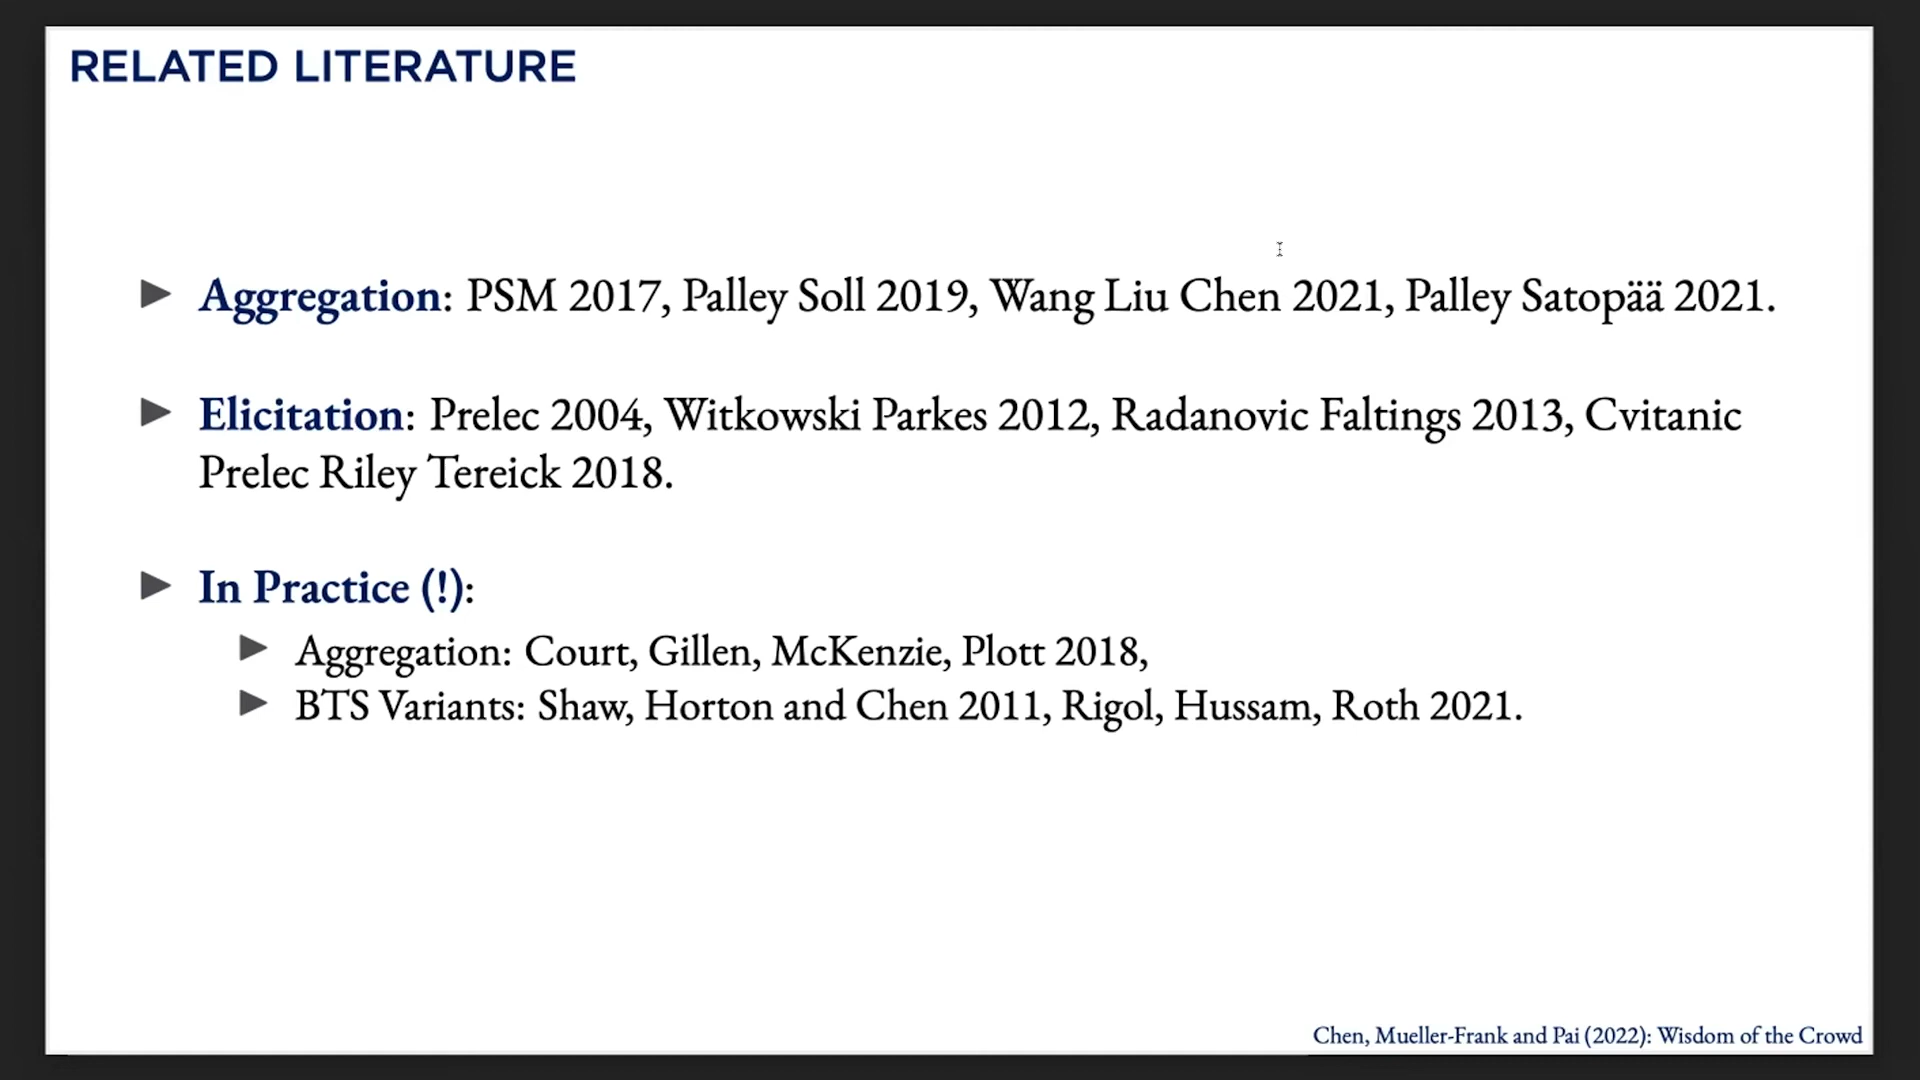 RELATED LITERATURE
Aggregation: PSM 2017, Palley Soll 2019, Wang Liu Chen 2021, Palley Satopää 2021.
Elicitation: Prelec 2004, Witkowski Parkes 2012, Radanovic Faltings 2013, Cvitanic
Prelec Riley Tereick 2018.
In Practice (!):
Aggregation: Court, Gillen, McKenzie, Plott 2018,
BTS Variants: Shaw, Horton and Chen 2011, Rigol, Hussam, Roth 2021.
Chen, Mueller-Frank and Pai (2022): Wisdom of the Crowd